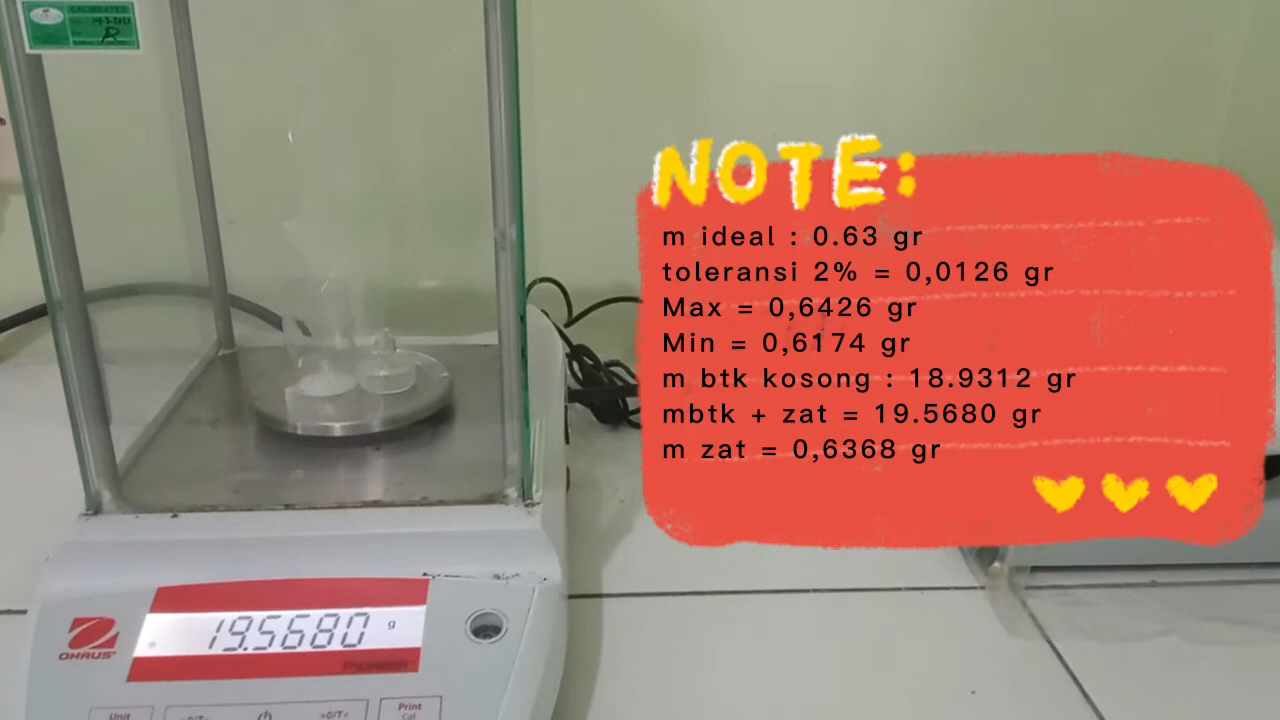 CALIBRATED
NOTE:
m ideal : 0.63 gr
toleransi 2% = 0,0126 gr
Max = 0,6426 gr
Min = 0,6174 gr
m btk kosong : 18.9312 gr
mbtk + zat = 19.5680 gr
m zat = 0,6368 gr
19.5680 g
OHAUS
Unit
>0/T<
>0/T<
Print
Cal